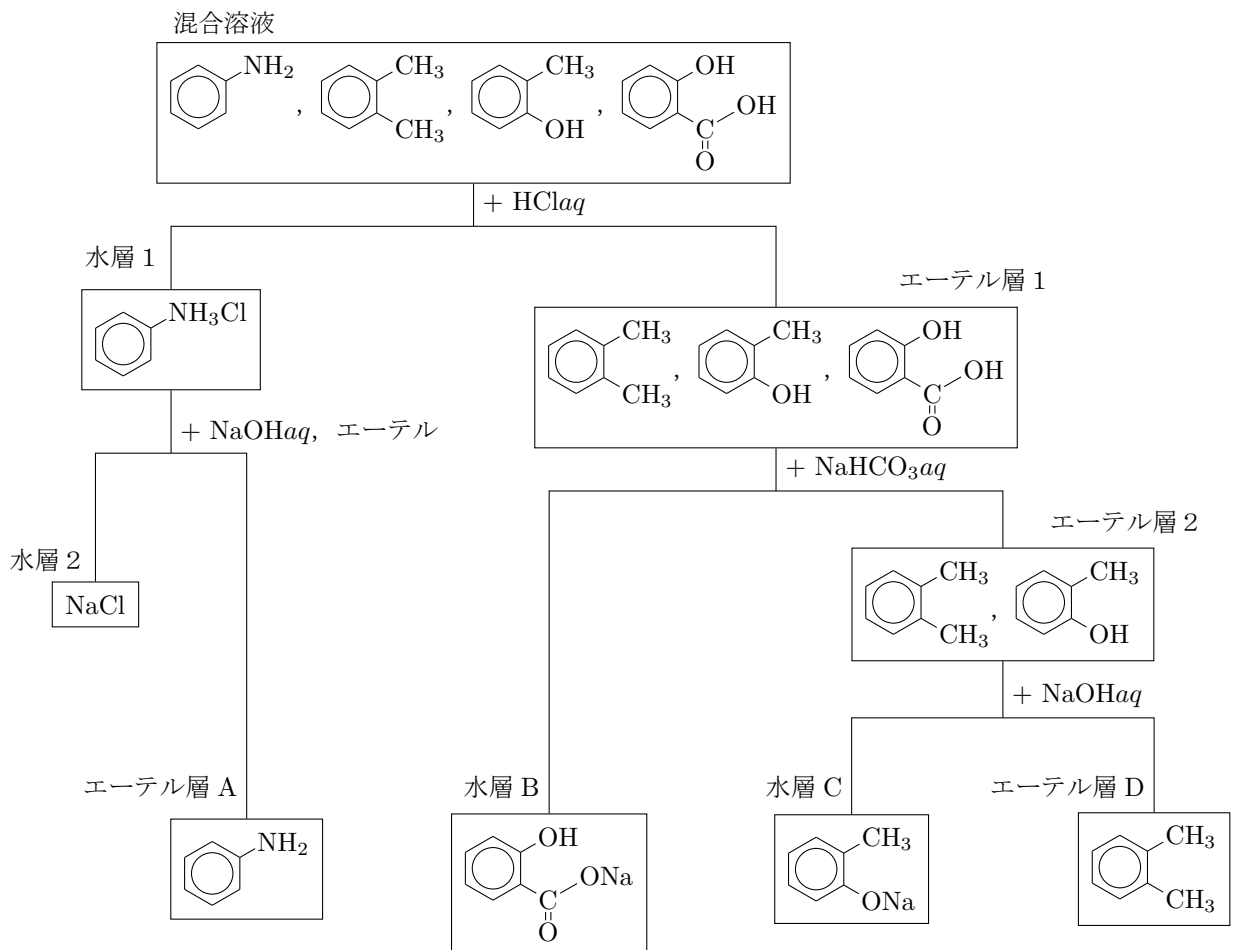 混合溶液
NH2
,
CH3
CH3
,
CH3
OH
,
OH
C
OH
O
+ HClaq
水層 1
NH3Cl
エーテル層 1
CH3
CH3
,
CH3
OH
,
OH
C
OH
O
+ NaOHaq, エーテル
+ NaHCO3aq
水層 2
NaCl
エーテル層 2
CH3
CH3
,
CH3
OH
+ NaOHaq
エーテル層 A
NH2
水層 B
OH
C
ONa
O
水層 C
CH3
ONa
エーテル層 D
CH3
CH3